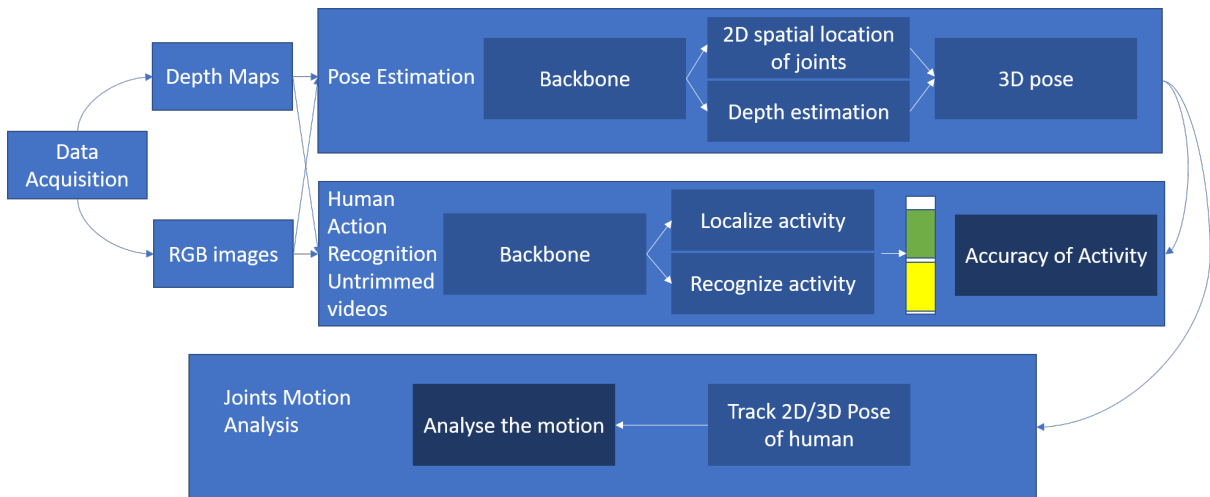 Data
Acquisition
Depth Maps
RGB images
Pose Estimation
Backbone
2D spatial location
of joints
Depth estimation
3D pose
Human
Action
Recognition
Untrimmed
videos
Backbone
Localize activity
Recognize activity
Accuracy of Activity
Joints Motion
Analysis
Analyse the motion
Track 2D/3D Pose
of human